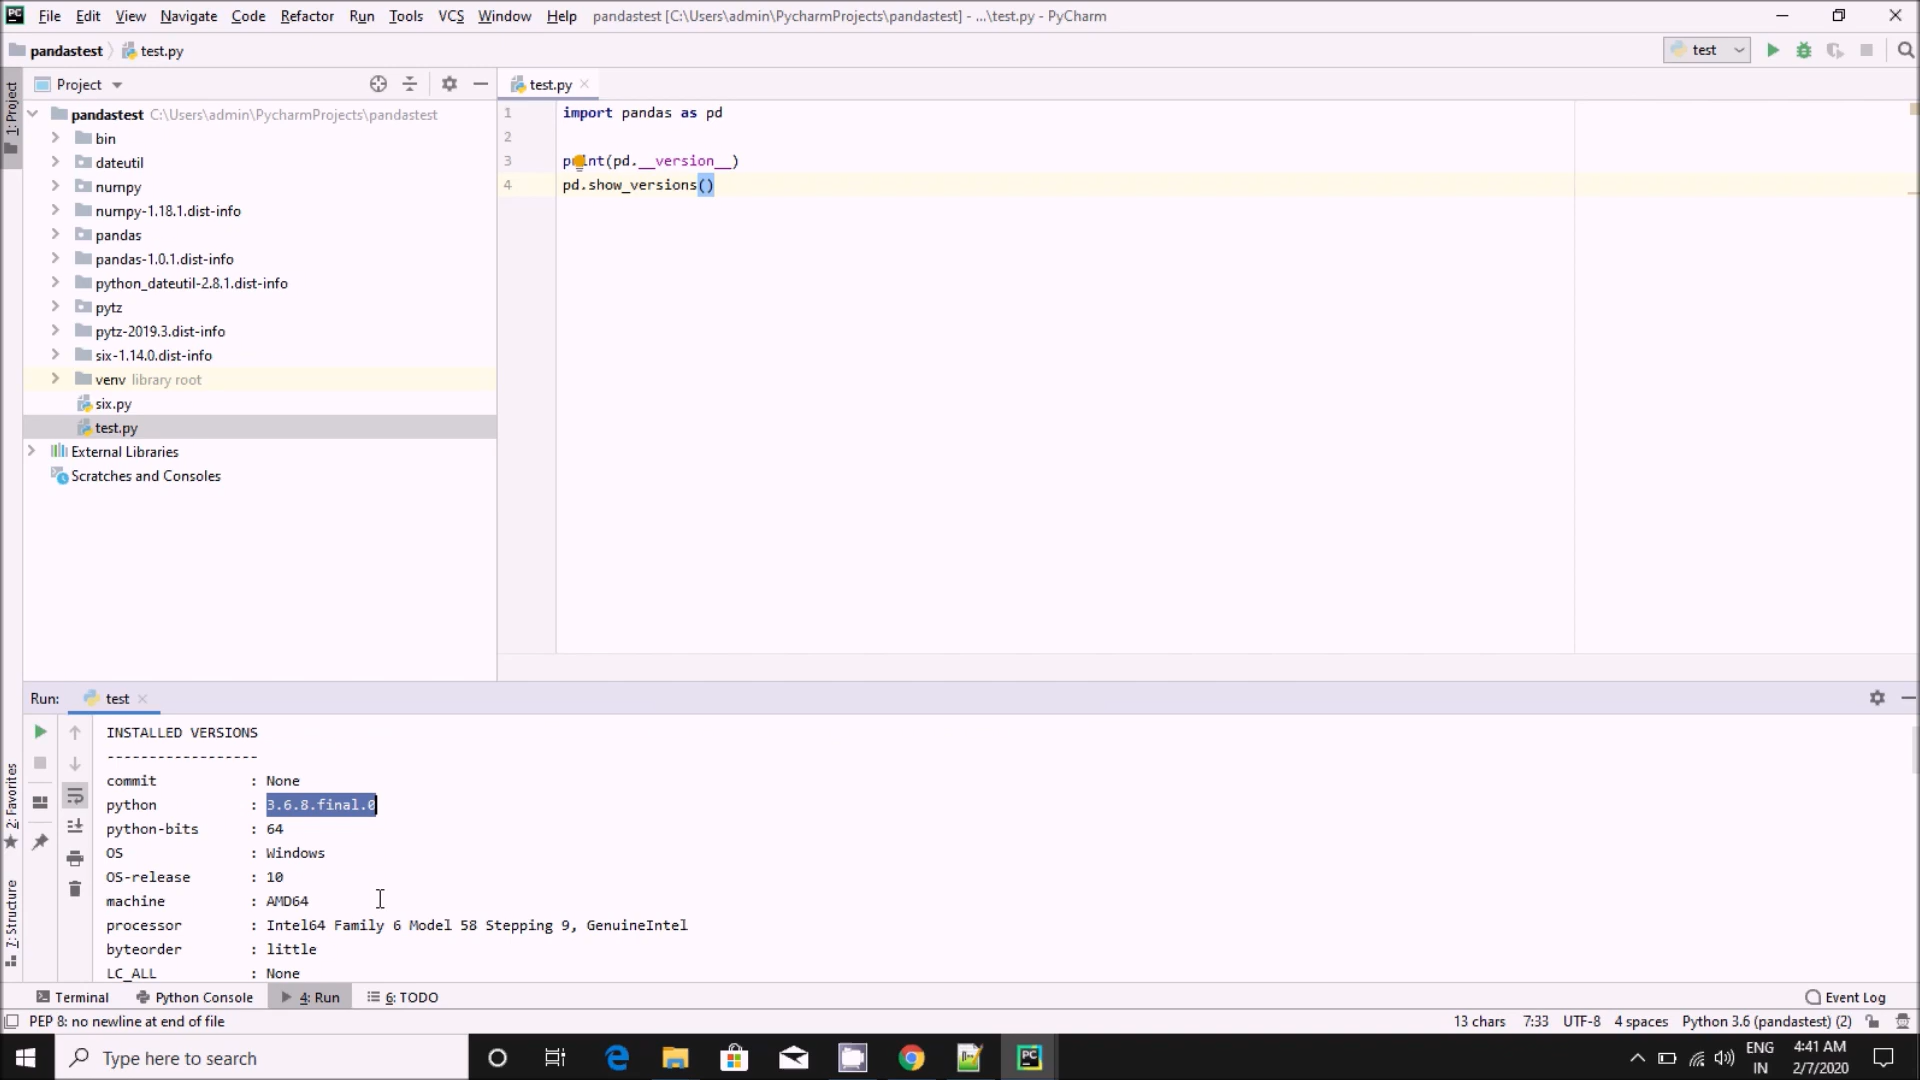 PC File Edit View Navigate Code Refactor Run Tools VCS Window Help pandastest [C:\Users\admin\PycharmProjects\pandastest] - ...\test.py - PyCharm
pandastest test.py test
1: Project
Project
test.py
pandastest C:\Users\admin\PycharmProjects\pandastest
bin
dateutil
numpy
numpy-1.18.1.dist-info
pandas
pandas-1.0.1.dist-info
python_dateutil-2.8.1.dist-info
pytz
pytz-2019.3.dist-info
six-1.14.0.dist-info
venv library root
six.py
test.py
External Libraries
Scratches and Consoles
1 import pandas as pd
2
3 print(pd.__version__)
4 pd.show_versions()
Run: test
INSTALLED VERSIONS
------------------
commit : None
python : 3.6.8.final.0
python-bits : 64
OS : Windows
OS-release : 10
machine : AMD64
processor : Intel64 Family 6 Model 58 Stepping 9, GenuineIntel
byteorder : little
LC_ALL : None
2: Favorites
7: Structure
Terminal Python Console 4: Run 6: TODO Event Log
PEP 8: no newline at end of file 13 chars 7:33 UTF-8 4 spaces Python 3.6 (pandastest) (2)
Type here to search
PC
ENG
IN
4:41 AM
2/7/2020